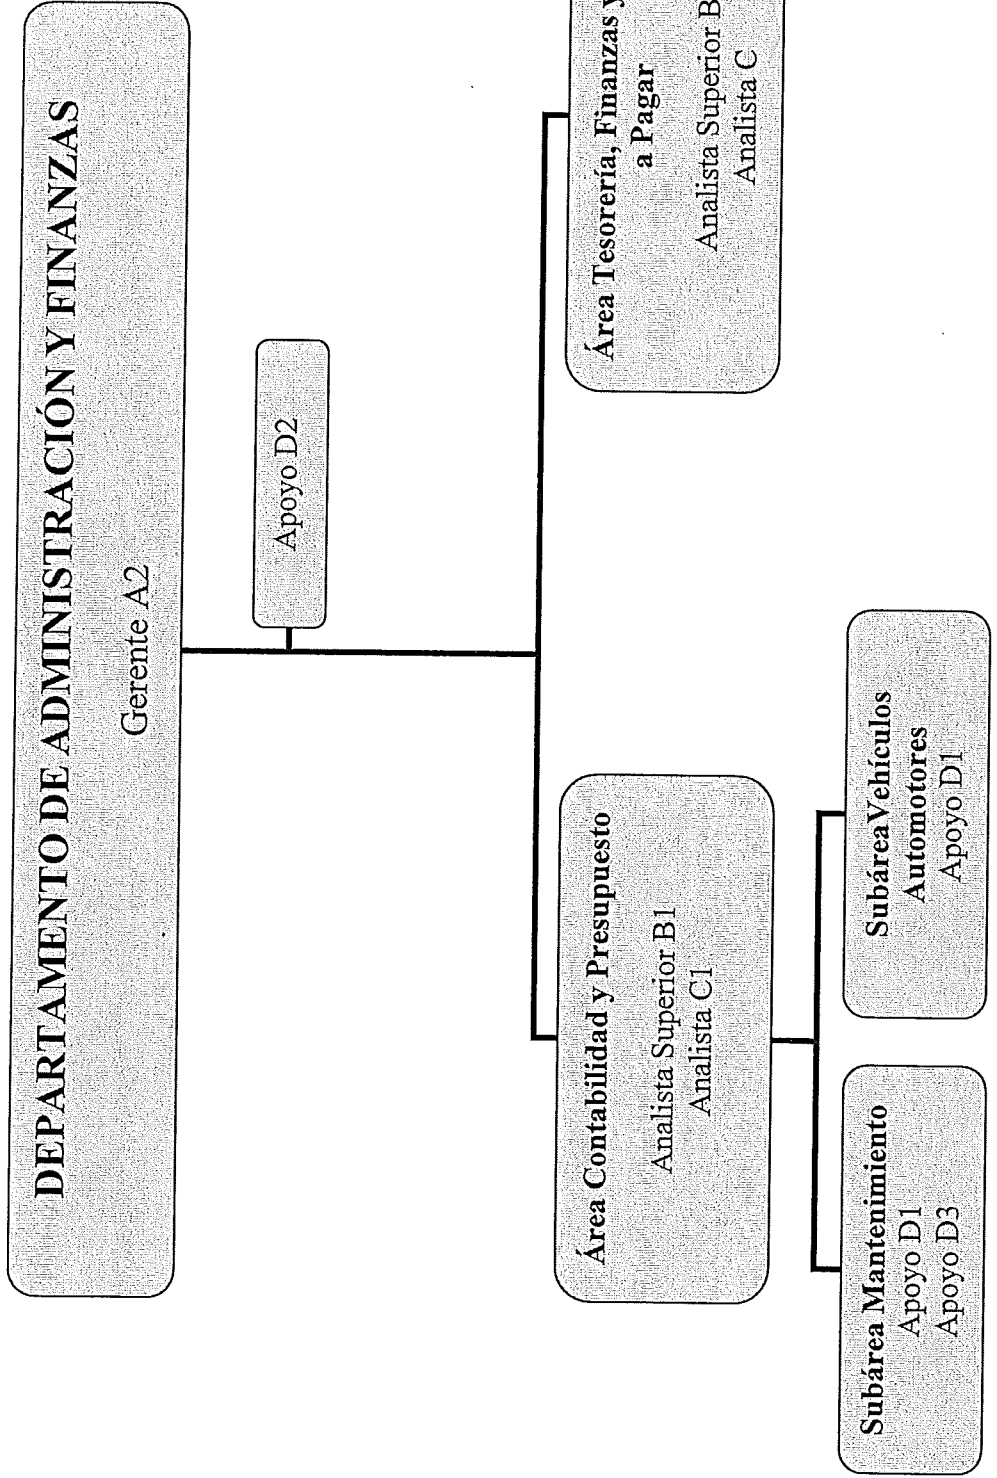 DEPARTAMENTO DE ADMINISTRACIÓN Y FINANZAS
Gerente A2
Apoyo D2
Área Contabilidad y Presupuesto
Analista Superior B1
Analista C1
Área Tesorería, Finanzas y
a Pagar
Analista Superior B
Analista C
Subárea Mantenimiento
Apoyo D1
Apoyo D3
Subárea Vehículos
Automotores
Apoyo D1